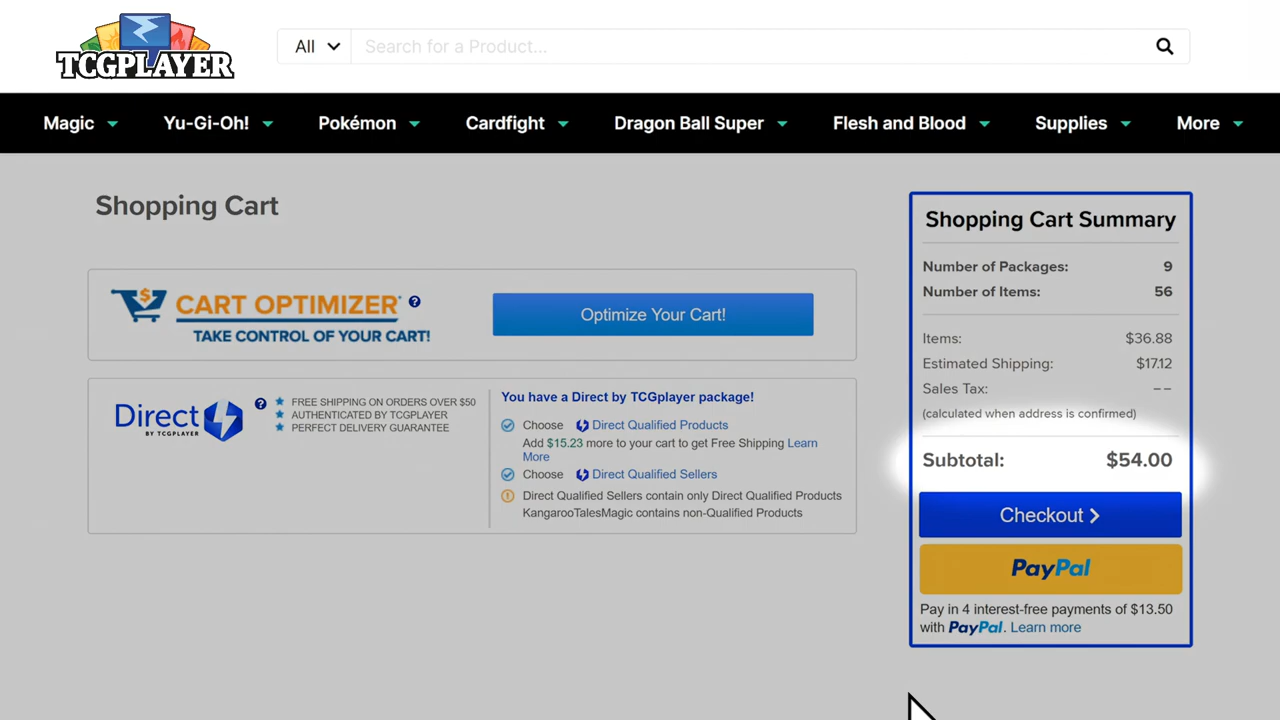 TCGPLAYER
All
Search for a Product...
Magic
Yu-Gi-Oh!
Pokémon
Cardfight
Dragon Ball Super
Flesh and Blood
Supplies
More
Shopping Cart
$
CART OPTIMIZER
?
TAKE CONTROL OF YOUR CART!
Optimize Your Cart!
Direct
BY TCGPLAYER
?
FREE SHIPPING ON ORDERS OVER $50
AUTHENTICATED BY TCGPLAYER
PERFECT DELIVERY GUARANTEE
You have a Direct by TCGplayer package!
Choose Direct Qualified Products
Add $15.23 more to your cart to get Free Shipping Learn
More
Choose Direct Qualified Sellers
Direct Qualified Sellers contain only Direct Qualified Products
KangarooTalesMagic contains non-Qualified Products
Shopping Cart Summary
Number of Packages: 9
Number of Items: 56
Items: $36.88
Estimated Shipping: $17.12
Sales Tax: --
(calculated when address is confirmed)
Subtotal: $54.00
Checkout
PayPal
Pay in 4 interest-free payments of $13.50
with PayPal. Learn more